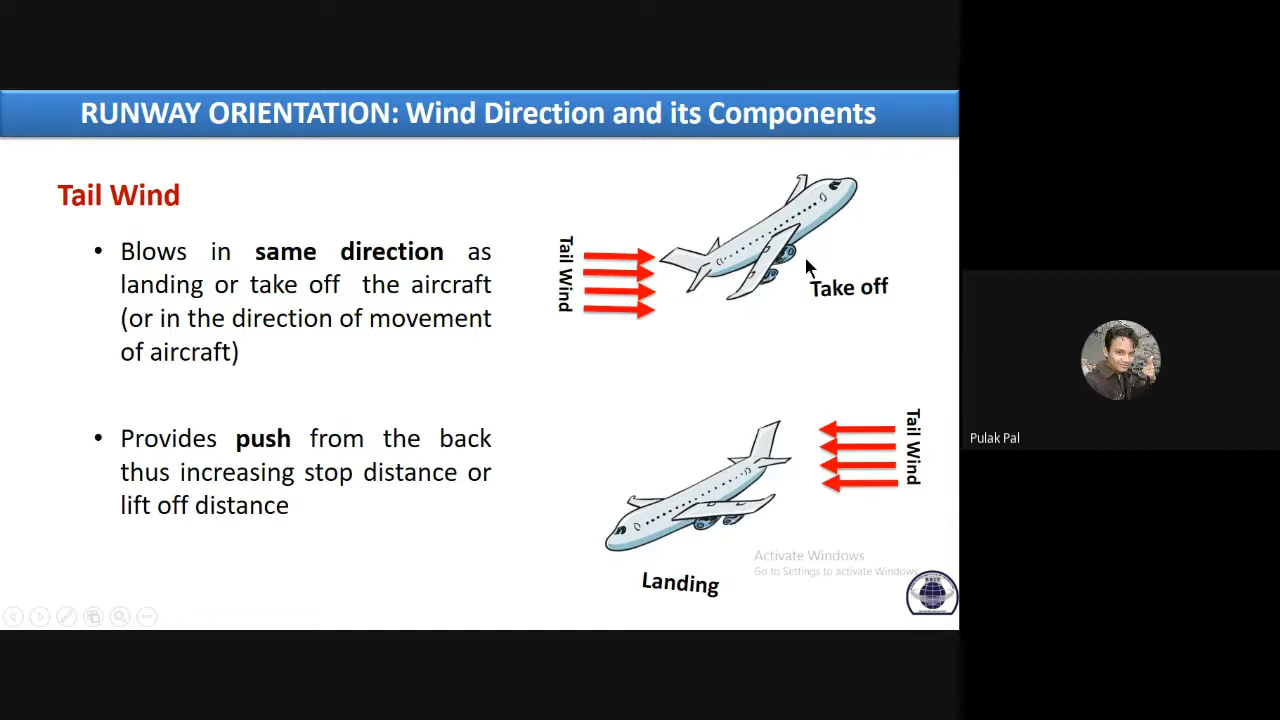 RUNWAY ORIENTATION: Wind Direction and its Components
Tail Wind
• Blows in same direction as
landing or take off the aircraft
(or in the direction of movement
of aircraft)
• Provides push from the back
thus increasing stop distance or
lift off distance
Tail Wind
Take off
Tail Wind
Landing
Activate Windows
Go to Settings to activate Windows.
Pulak Pal